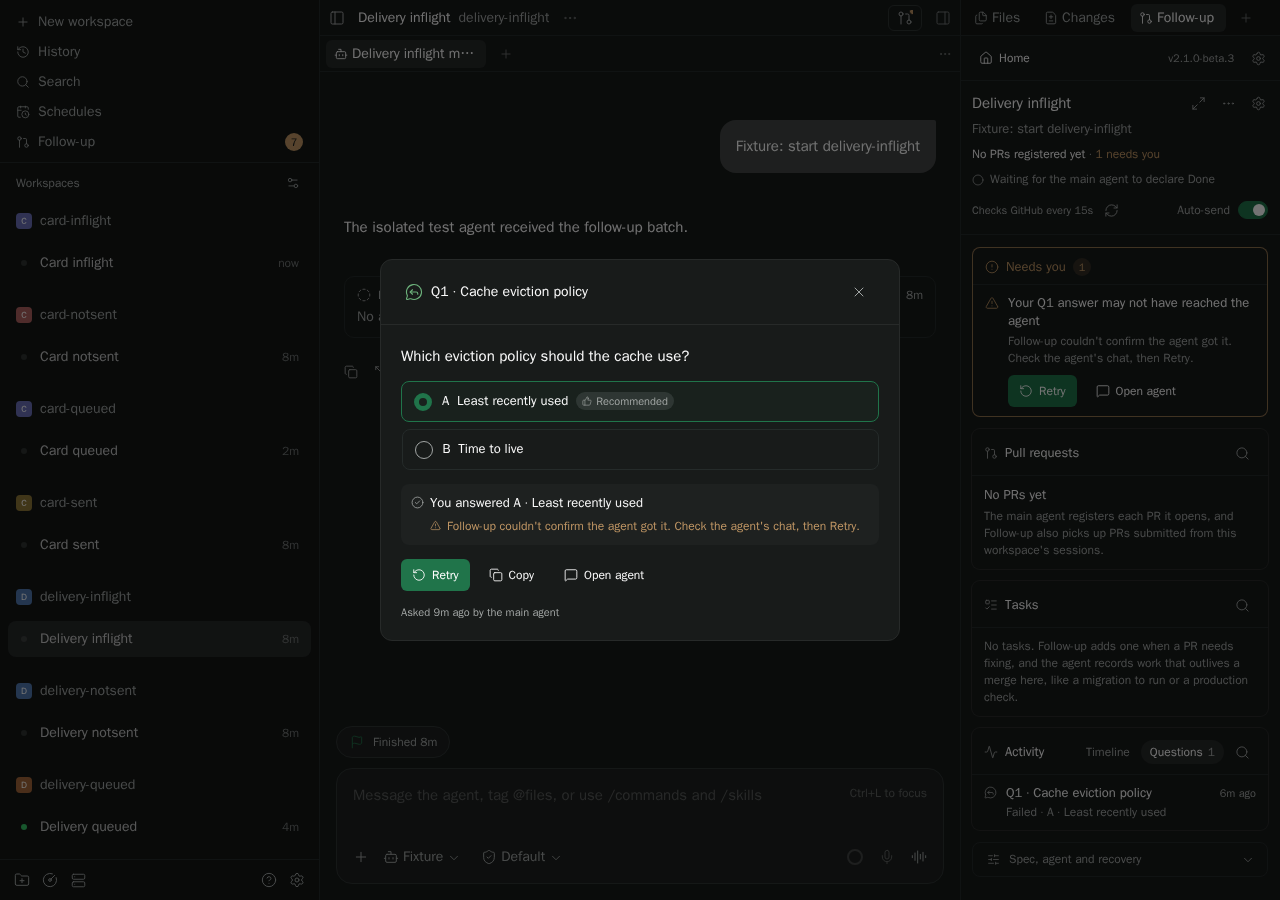 New workspace
History
Search
Schedules
Follow-up 7
Workspaces
C card-inflight
Card inflight now
C card-notsent
Card notsent 8m
C card-queued
Card queued 2m
C card-sent
Card sent 8m
D delivery-inflight
Delivery inflight 8m
D delivery-notsent
Delivery notsent 8m
D delivery-queued
Delivery queued 4m
Delivery inflight delivery-inflight ···
Delivery inflight m···
Fixture: start delivery-inflight
The isolated test agent received the follow-up batch.
8m
No
Q1 · Cache eviction policy
Which eviction policy should the cache use?
A Least recently used Recommended
B Time to live
You answered A · Least recently used
Follow-up couldn't confirm the agent got it. Check the agent's chat, then Retry.
Retry Copy Open agent
Asked 9m ago by the main agent
Finished 8m
Message the agent, tag @files, or use /commands and /skills Ctrl+L to focus
Fixture Default
Files Changes Follow-up
Home v2.1.0-beta.3
Delivery inflight
Fixture: start delivery-inflight
No PRs registered yet · 1 needs you
Waiting for the main agent to declare Done
Checks GitHub every 15s Auto-send
Needs you 1
Your Q1 answer may not have reached the
agent
Follow-up couldn't confirm the agent got it.
Check the agent's chat, then Retry.
Retry Open agent
Pull requests
No PRs yet
The main agent registers each PR it opens, and
Follow-up also picks up PRs submitted from this
workspace's sessions.
Tasks
No tasks. Follow-up adds one when a PR needs
fixing, and the agent records work that outlives a
merge here, like a migration to run or a production
check.
Activity Timeline Questions 1
Q1 · Cache eviction policy 6m ago
Failed · A · Least recently used
Spec, agent and recovery